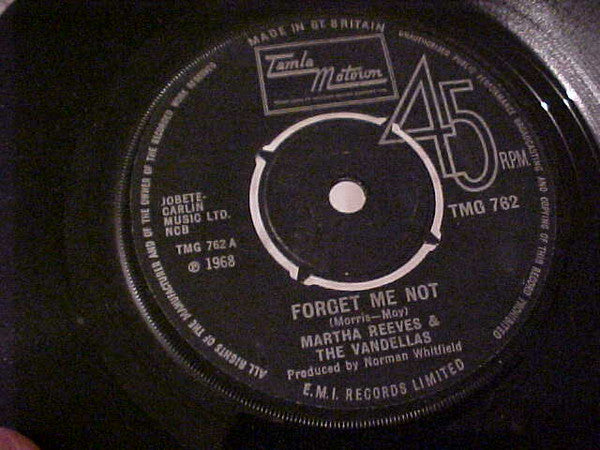 MADE IN GT BRITAIN
Tamla
Motown
45
RPM
TMG 762
JOBETE-
CARLIN
MUSIC LTD.
NCB
TMG 762 A
℗ 1968
FORGET ME NOT
(Morris—Moy)
MARTHA REEVES &
THE VANDELLAS
Produced by Norman Whitfield
E.M.I. RECORDS LIMITED
ALL RIGHTS OF THE MANUFACTURER AND OF THE OWNER OF THE RECORDED WORK RESERVED
UNAUTHORISED PUBLIC PERFORMANCE BROADCASTING AND COPYING OF THIS RECORD PROHIBITED